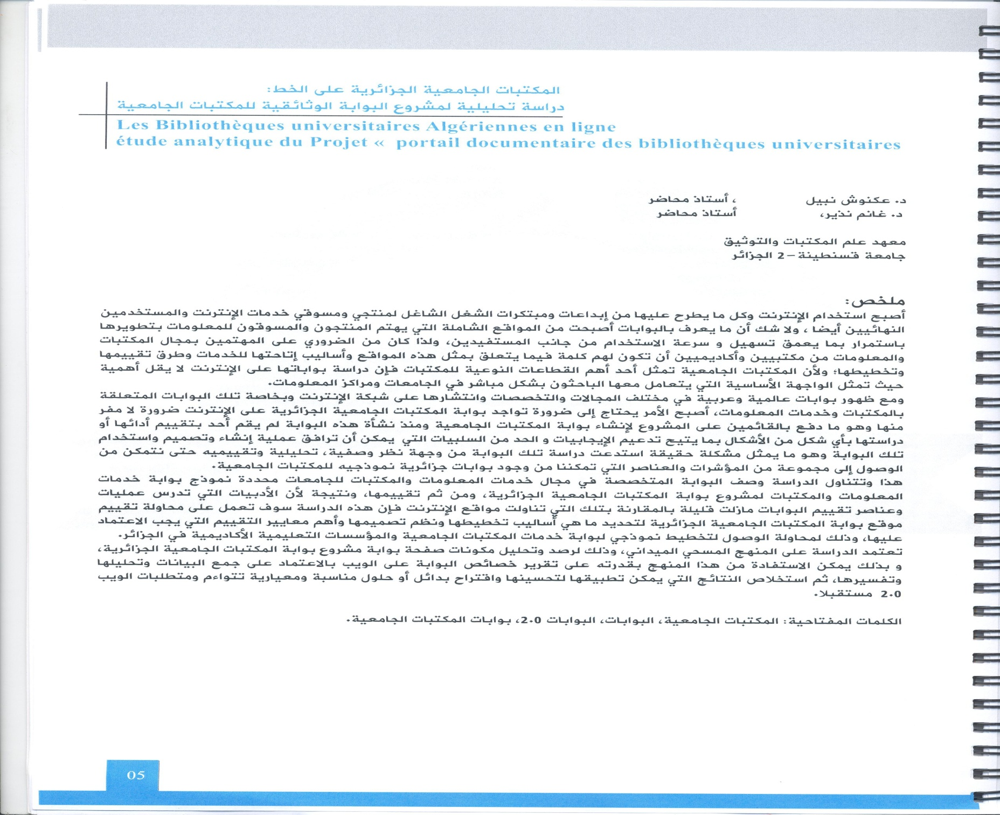 المكتبات الجامعية الجزائرية على الخط:
دراسة تحليلية لمشروع البوابة الوثائقية للمكتبات الجامعية
Les Bibliothèques universitaires Algériennes en ligne
étude analytique du Projet « portail documentaire des bibliothèques universitaires
د. عكنوش نبيل ، أستاذ محاضر
د. غانم نذير، أستاذ محاضر
معهد علم المكتبات والتوثيق
جامعة قسنطينة–2 الجزائر
ملخص:
أصبح استخدام الإنترنت وكل ما يطرح عليها من إبداعات ومبتكرات الشغل الشاغل لمنتجي ومسوقي خدمات الإنترنت والمستخدمين
النهائيين أيضا ، ولا شك أن ما يعرف بالبوابات أصبحت من المواقع الشاملة التي يهتم المنتجون والمسوقون للمعلومات بتطويرها
باستمرار بما يعمق تسهيل و سرعة الاستخدام من جانب المستفيدين، ولذا كان من الضروري على المهتمين بمجال المكتبات
والمعلومات من مكتبيين وأكاديميين أن تكون لهم كلمة فيما يتعلق بمثل هذه المواقع وأساليب إتاحتها للخدمات وطرق تقييمها
وتخطيطها؛ ولأن المكتبات الجامعية تمثل أحد أهم القطاعات النوعية للمكتبات فإن دراسة بواباتها على الإنترنت لا يقل أهمية
حيث تمثل الواجهة الأساسية التي يتعامل معها الباحثون بشكل مباشر في الجامعات ومراكز المعلومات.
ومع ظهور بوابات عالمية وعربية في مختلف المجالات والتخصصات وانتشارها على شبكة الإنترنت وبخاصة تلك البوابات المتعلقة
بالمكتبات وخدمات المعلومات، أصبح الأمر يحتاج إلى ضرورة تواجد بوابة المكتبات الجامعية الجزائرية على الإنترنت ضرورة لا مفر
منها وهو ما دفع بالقائمين على المشروع لإنشاء بوابة المكتبات الجامعية ومنذ نشأة هذه البوابة لم يقم أحد بتقييم أدائها أو
دراستها بأي شكل من الأشكال بما يتيح تدعيم الإيجابيات و الحد من السلبيات التي يمكن أن ترافق عملية إنشاء وتصميم واستخدام
تلك البوابة وهو ما يمثل مشكلة حقيقة استدعت دراسة تلك البوابة من وجهة نظر وصفية، تحليلية وتقييميه حتى نتمكن من
الوصول إلى مجموعة من المؤشرات والعناصر التي تمكننا من وجود بوابات جزائرية نموذجيه للمكتبات الجامعية.
هذا وتتناول الدراسة وصف البوابة المتخصصة في مجال خدمات المعلومات والمكتبات للجامعات محددة نموذج بوابة خدمات
المعلومات والمكتبات لمشروع بوابة المكتبات الجامعية الجزائرية، ومن ثم تقييمها، ونتيجة لأن الأدبيات التي تدرس عمليات
وعناصر تقييم البوابات مازلت قليلة بالمقارنة بتلك التي تناولت مواقع الإنترنت فإن هذه الدراسة سوف تعمل على محاولة تقييم
موقع بوابة المكتبات الجامعية الجزائرية لتحديد ما هي أساليب تخطيطها ونظم تصميمها وأهم معايير التقييم التي يجب الاعتماد
عليها، وذلك لمحاولة الوصول لتخطيط نموذجي لبوابة خدمات المكتبات الجامعية والمؤسسات التعليمية الأكاديمية في الجزائر.
تعتمد الدراسة على المنهج المسحي الميداني، وذلك لرصد وتحليل مكونات صفحة بوابة مشروع بوابة المكتبات الجامعية الجزائرية،
و بذلك يمكن الاستفادة من هذا المنهج بقدرته على تقرير خصائص البوابة على الويب بالاعتماد على جمع البيانات وتحليلها
وتفسيرها، ثم استخلاص النتائج التي يمكن تطبيقها لتحسينها واقتراح بدائل أو حلول مناسبة ومعيارية تتواءم ومتطلبات الويب
2.0 مستقبلا.
الكلمات المفتاحية: المكتبات الجامعية، البوابات، البوابات 2.0، بوابات المكتبات الجامعية.
05